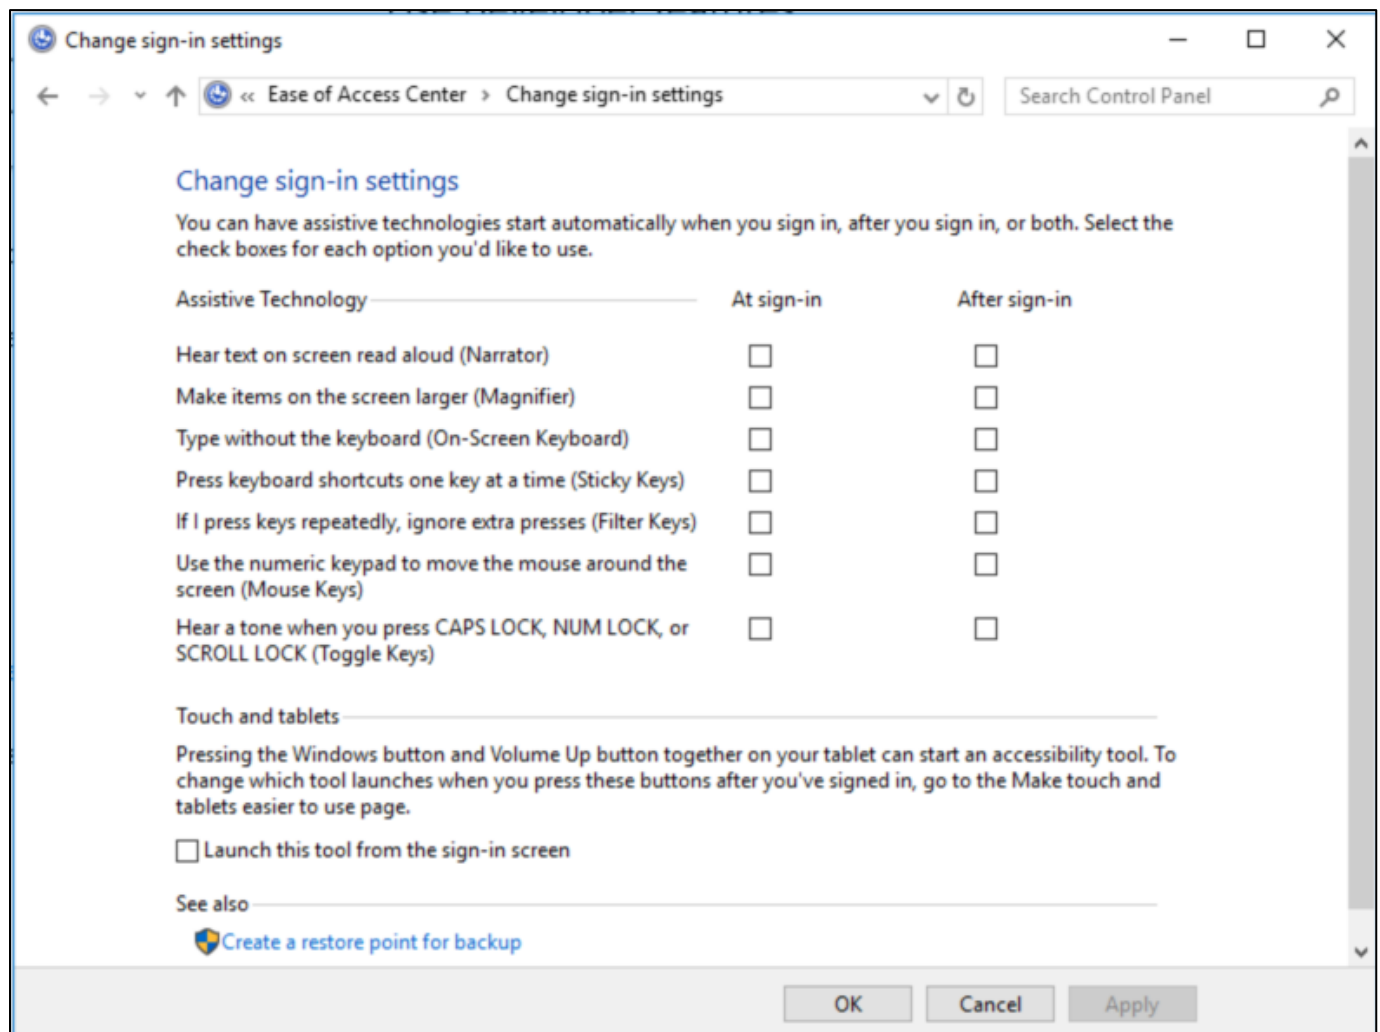 Change sign-in settings
« Ease of Access Center › Change sign-in settings
Search Control Panel
Change sign-in settings
You can have assistive technologies start automatically when you sign in, after you sign in, or both. Select the
check boxes for each option you'd like to use.
Assistive Technology At sign-in After sign-in
Hear text on screen read aloud (Narrator)
Make items on the screen larger (Magnifier)
Type without the keyboard (On-Screen Keyboard)
Press keyboard shortcuts one key at a time (Sticky Keys)
If I press keys repeatedly, ignore extra presses (Filter Keys)
Use the numeric keypad to move the mouse around the
screen (Mouse Keys)
Hear a tone when you press CAPS LOCK, NUM LOCK, or
SCROLL LOCK (Toggle Keys)
Touch and tablets
Pressing the Windows button and Volume Up button together on your tablet can start an accessibility tool. To
change which tool launches when you press these buttons after you've signed in, go to the Make touch and
tablets easier to use page.
Launch this tool from the sign-in screen
See also
Create a restore point for backup
OK Cancel Apply